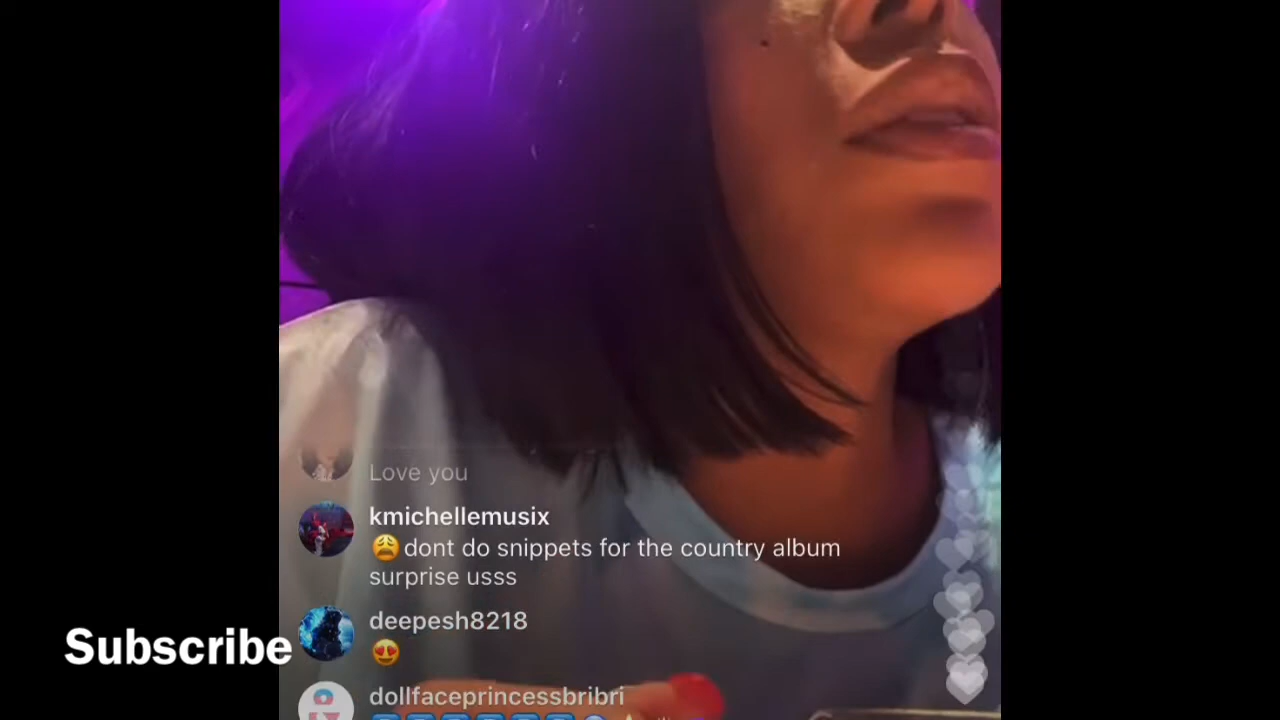 Love you
kmichellemusix
😩dont do snippets for the country album
surprise usss
deepesh8218
😍
Subscribe
dollfaceprincessbribri